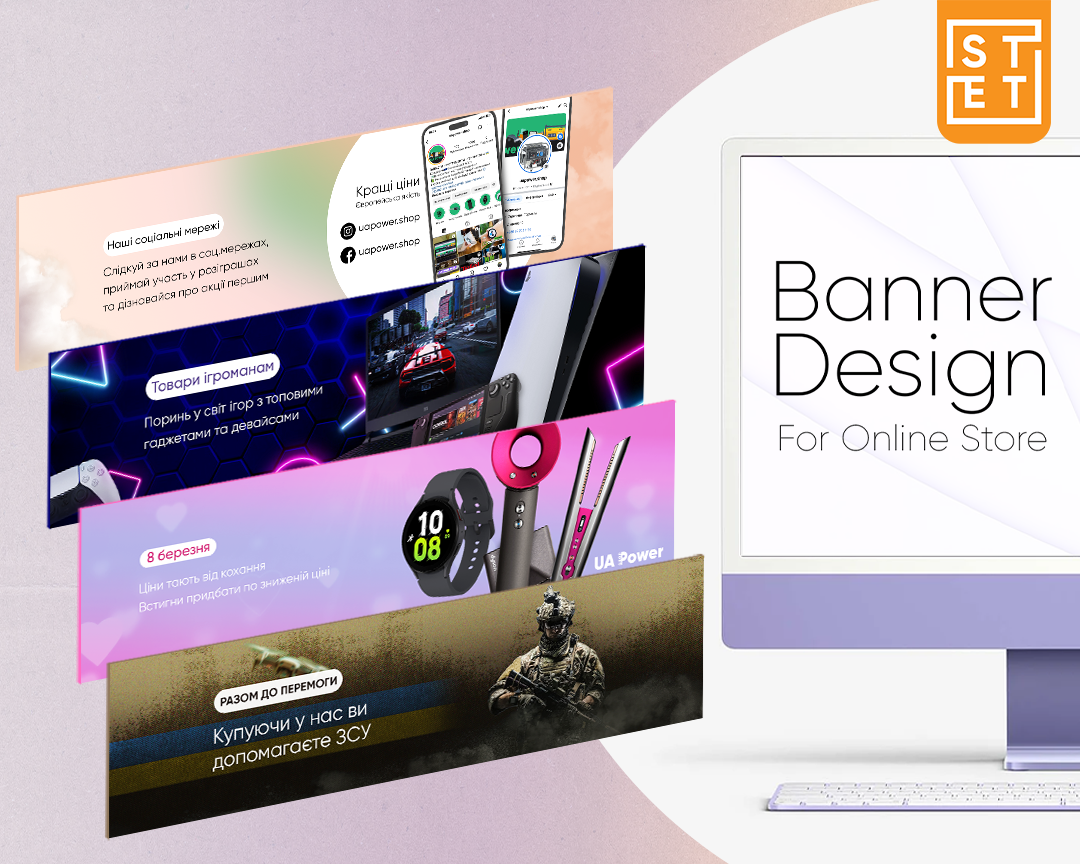 ST
ET
Banner
Design
For Online Store
Кращі ціни
Європейська якість
uapower.shop
uapower.shop
Наші соціальні мережі
Слідкуй за нами в соц.мережах,
приймай участь у розіграшах
та дізнавайся про акції першим
Товари ігроманам
Поринь у світ ігор з топовими
гаджетами та девайсами
8 березня
Ціни тають від кохання
Встигни придбати по зниженій ціні
10
08
UA Power
РАЗОМ ДО ПЕРЕМОГИ
Купуючи у нас ви
допомагаєте ЗСУ